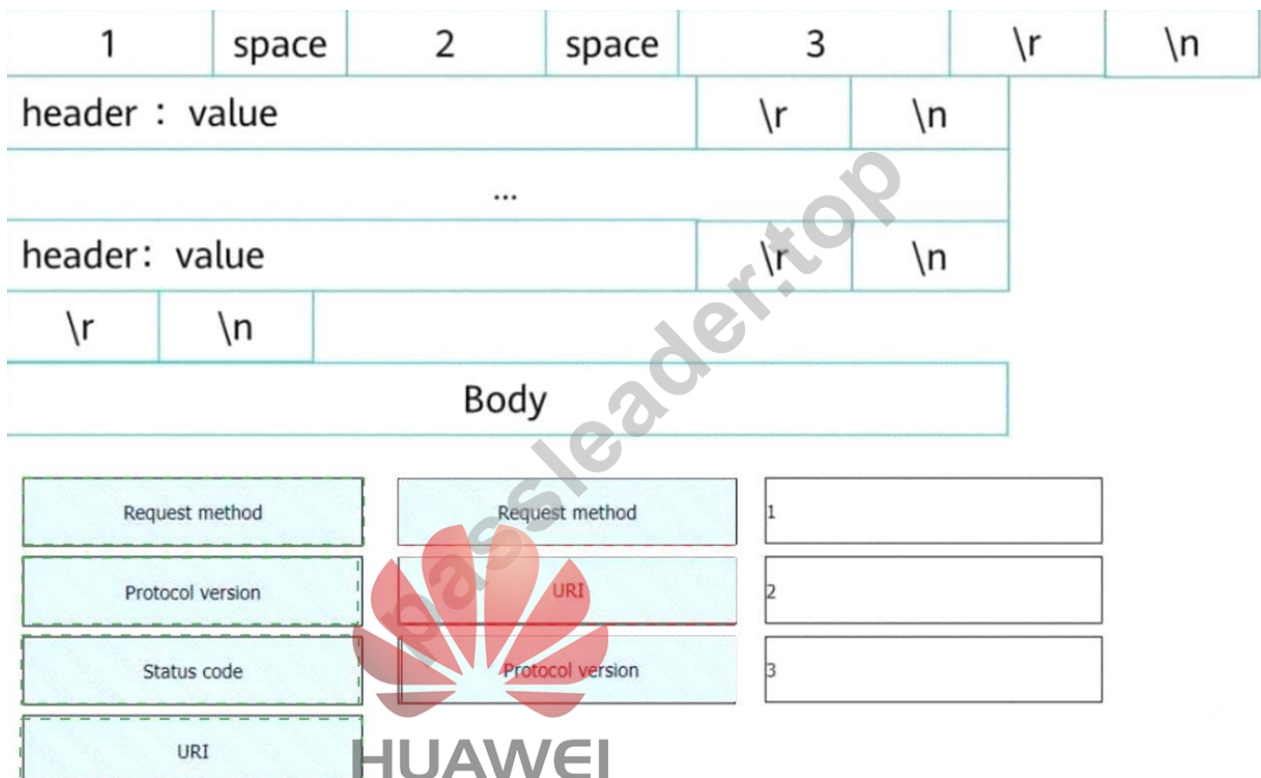 1 space 2 space 3 \r \n
header : value \r \n
...
header: value \r \n
\r \n
Body
Request method Request method 1
Protocol version URI 2
Status code Protocol version 3
URI
HUAWEI
passleader.top